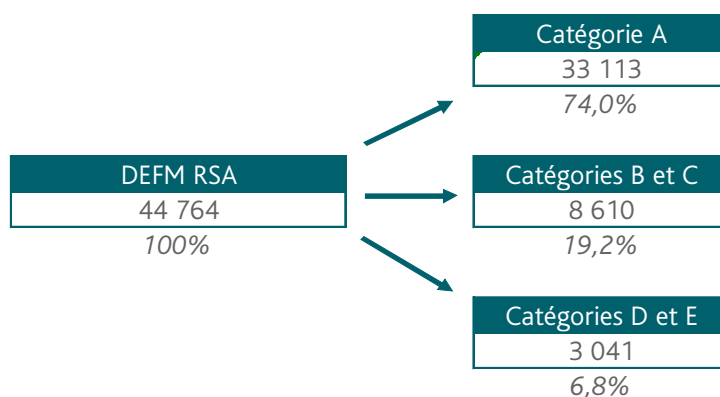 Catégorie A
33 113
74,0%
DEFM RSA
44 764
100%
Catégories B et C
8 610
19,2%
Catégories D et E
3 041
6,8%